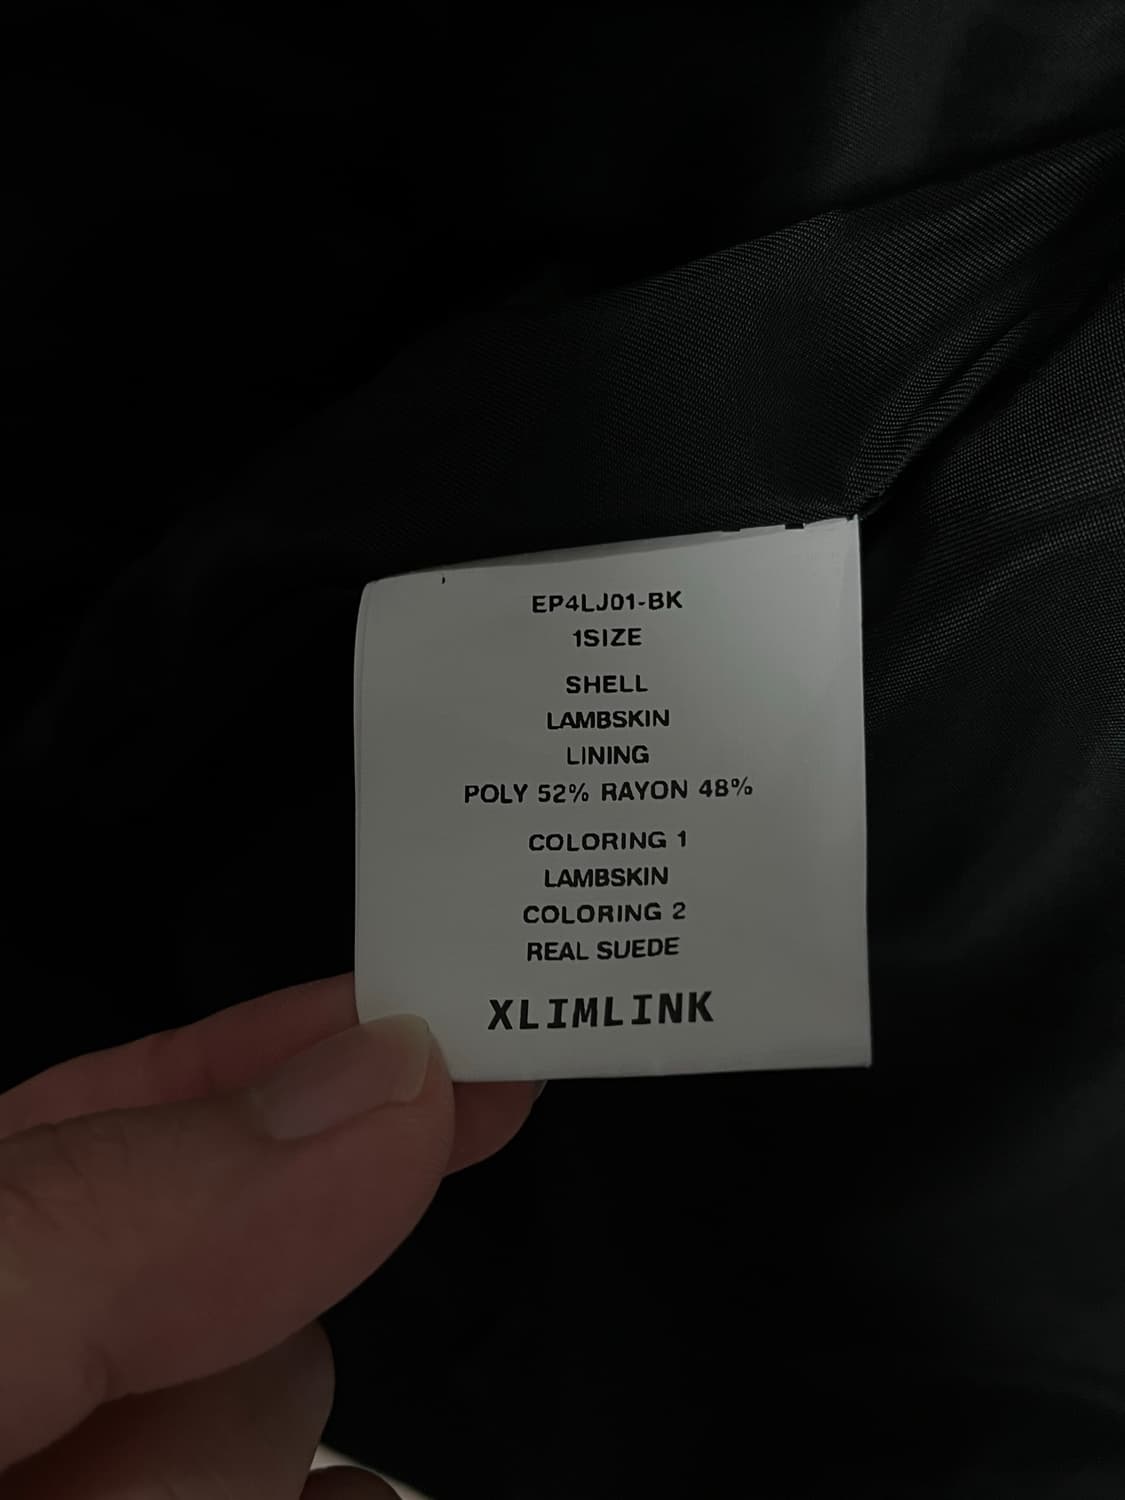 EP4LJ01-BK
1SIZE
SHELL
LAMBSKIN
LINING
POLY 52% RAYON 48%
COLORING 1
LAMBSKIN
COLORING 2
REAL SUEDE
XLIMLINK